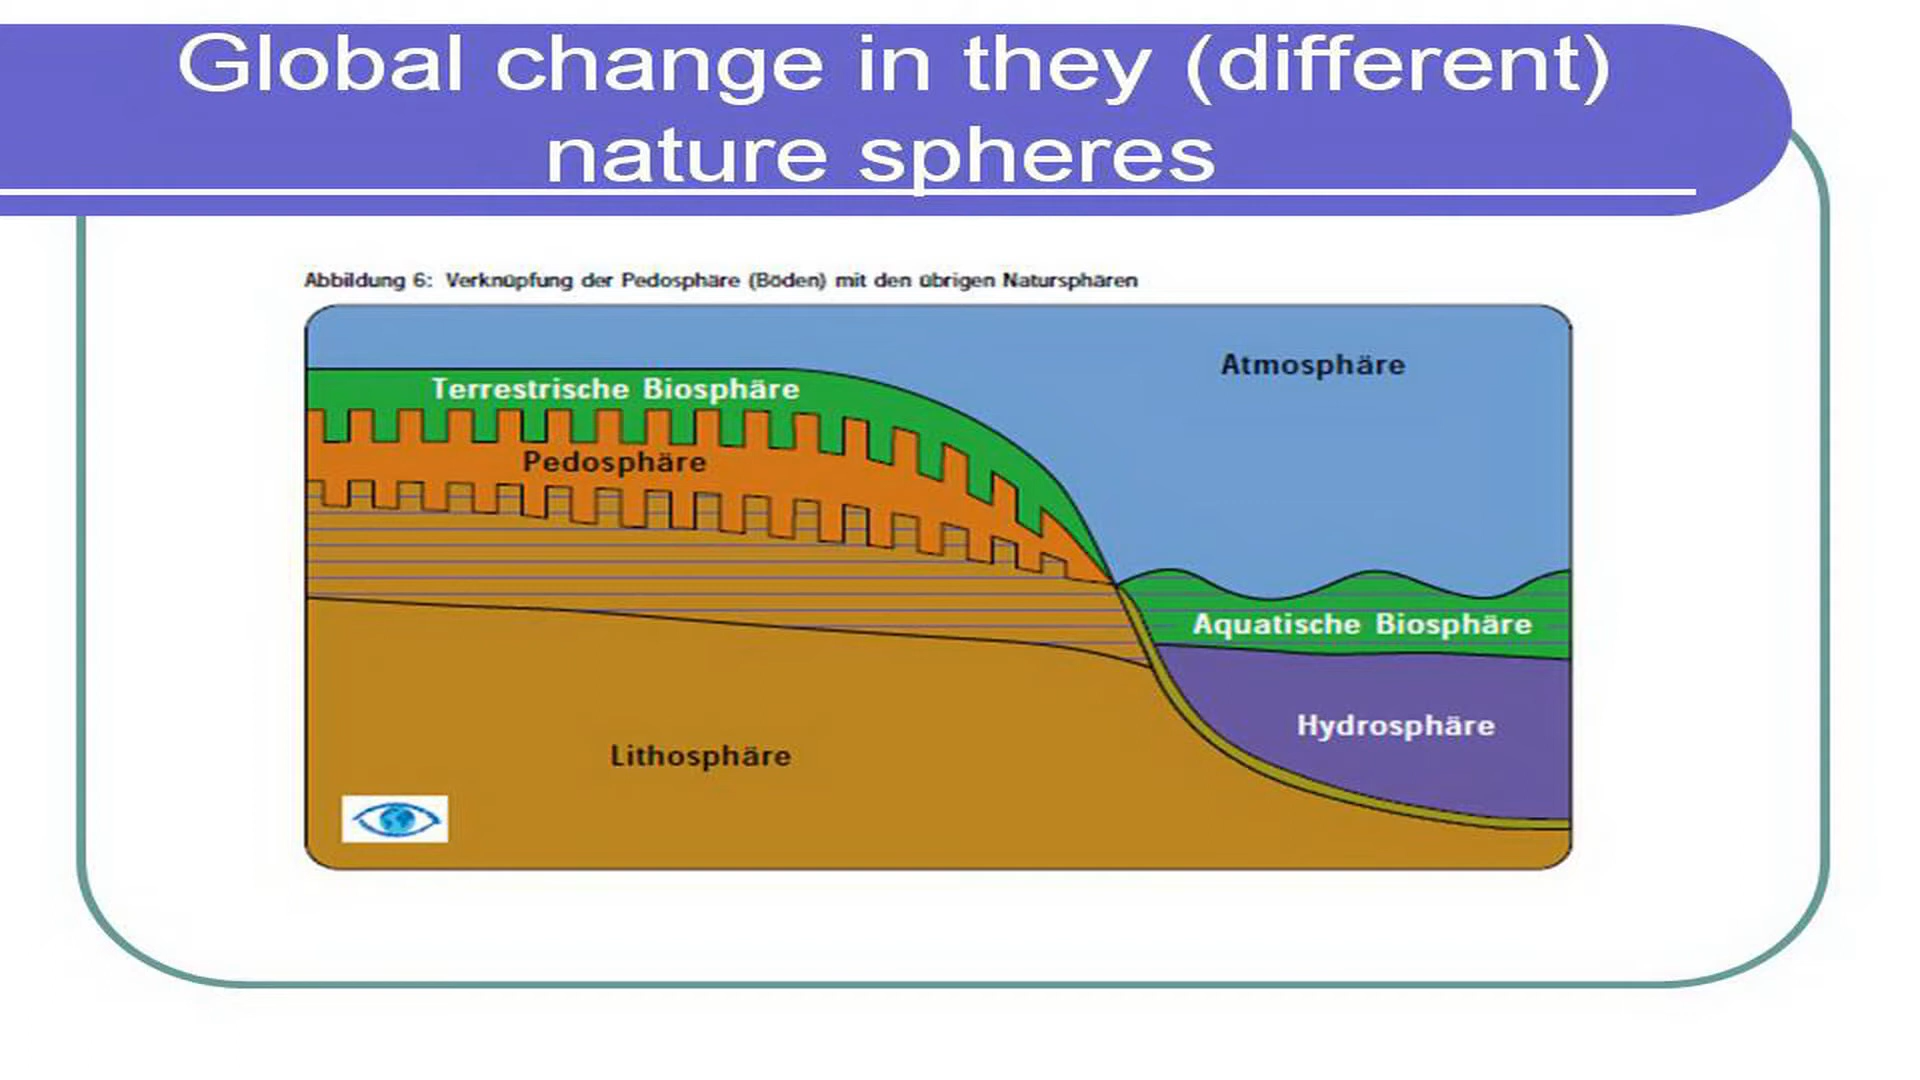 Global change in they (different)
nature spheres
Abbildung 6: Verknüpfung der Pedosphäre (Böden) mit den übrigen Natursphären
Atmosphäre
Terrestrische Biosphäre
Pedosphäre
Aquatische Biosphäre
Hydrosphäre
Lithosphäre